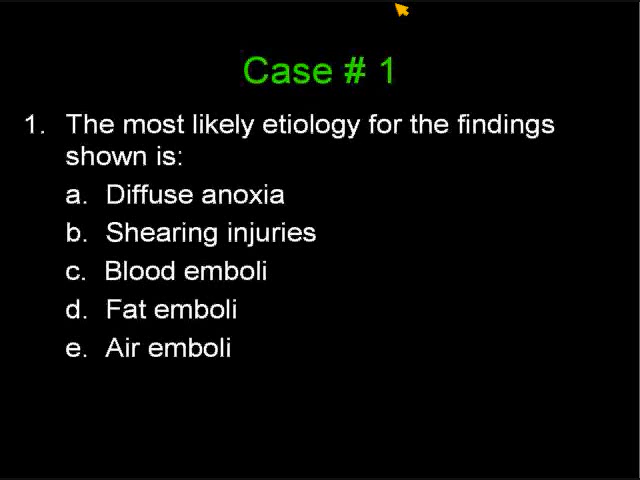 Case # 1
1. The most likely etiology for the findings
shown is:
a. Diffuse anoxia
b. Shearing injuries
c. Blood emboli
d. Fat emboli
e. Air emboli